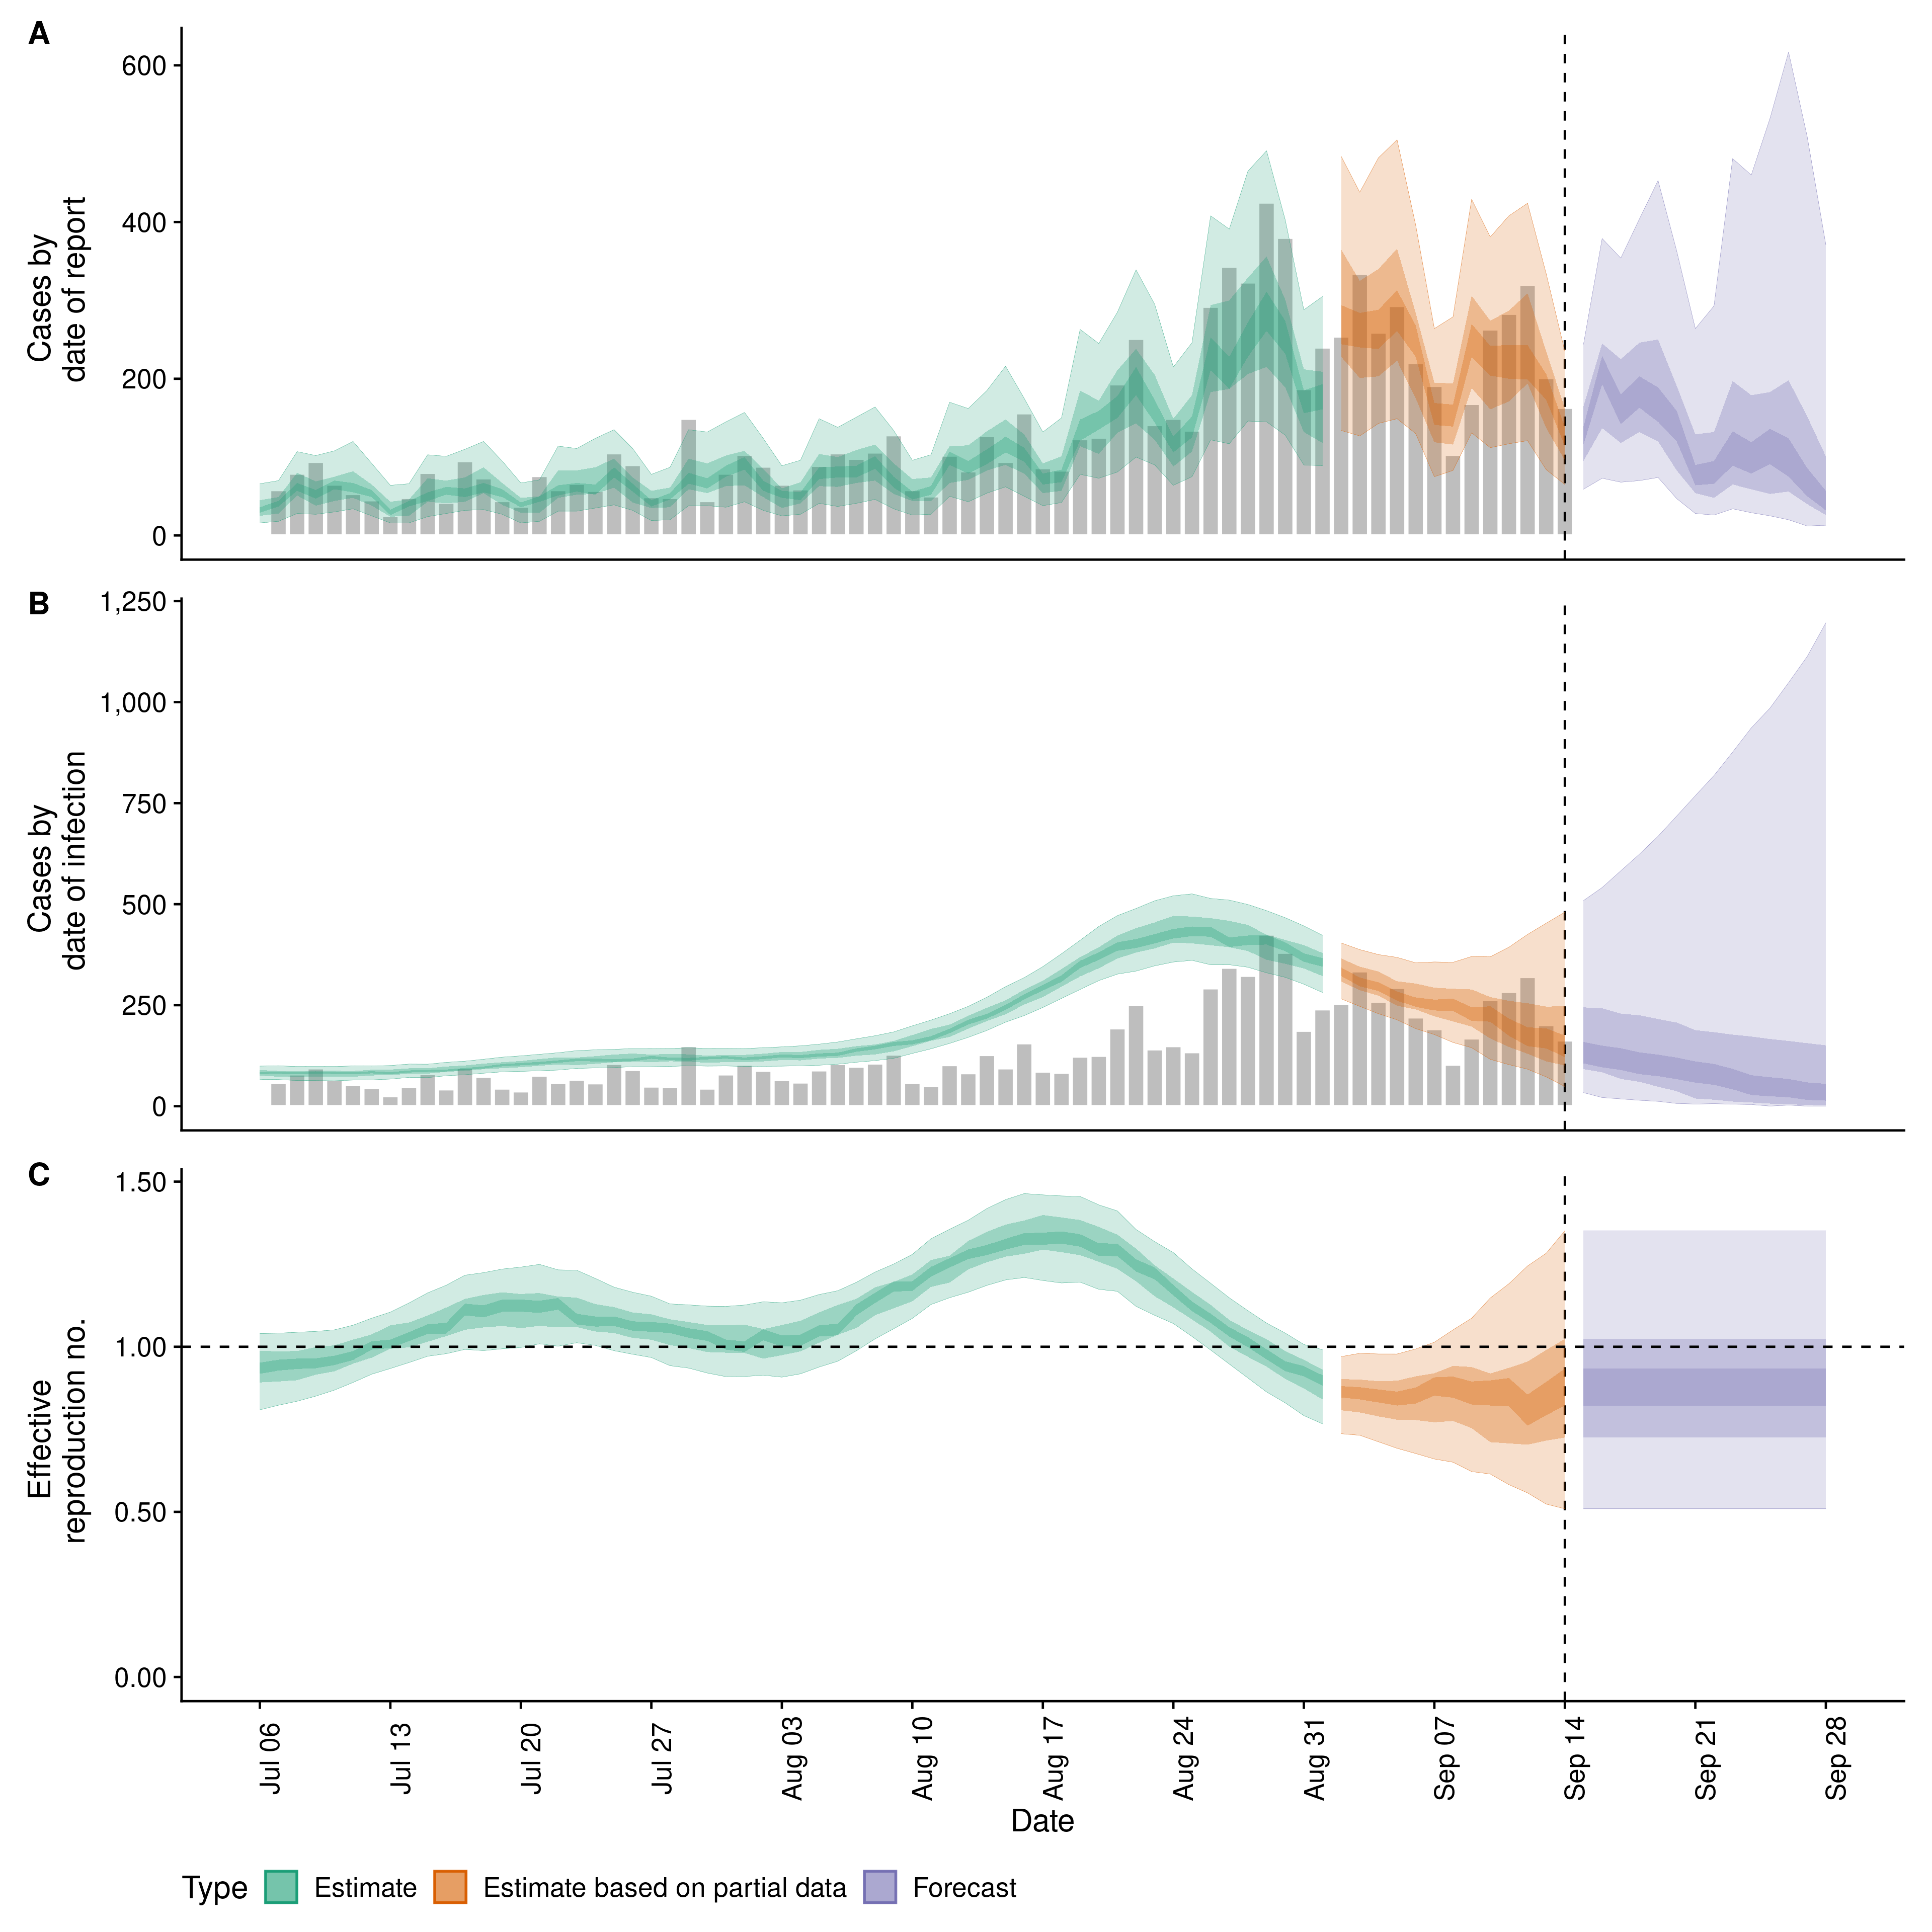 A
600
400
200
0
Cases by
date of report
B
1,250
1,000
750
500
250
0
Cases by
date of infection
C
1.50
1.00
0.50
0.00
Effective
reproduction no.
Jul 06
Jul 13
Jul 20
Jul 27
Aug 03
Aug 10
Aug 17
Aug 24
Aug 31
Sep 07
Sep 14
Sep 21
Sep 28
Date
Type Estimate Estimate based on partial data Forecast